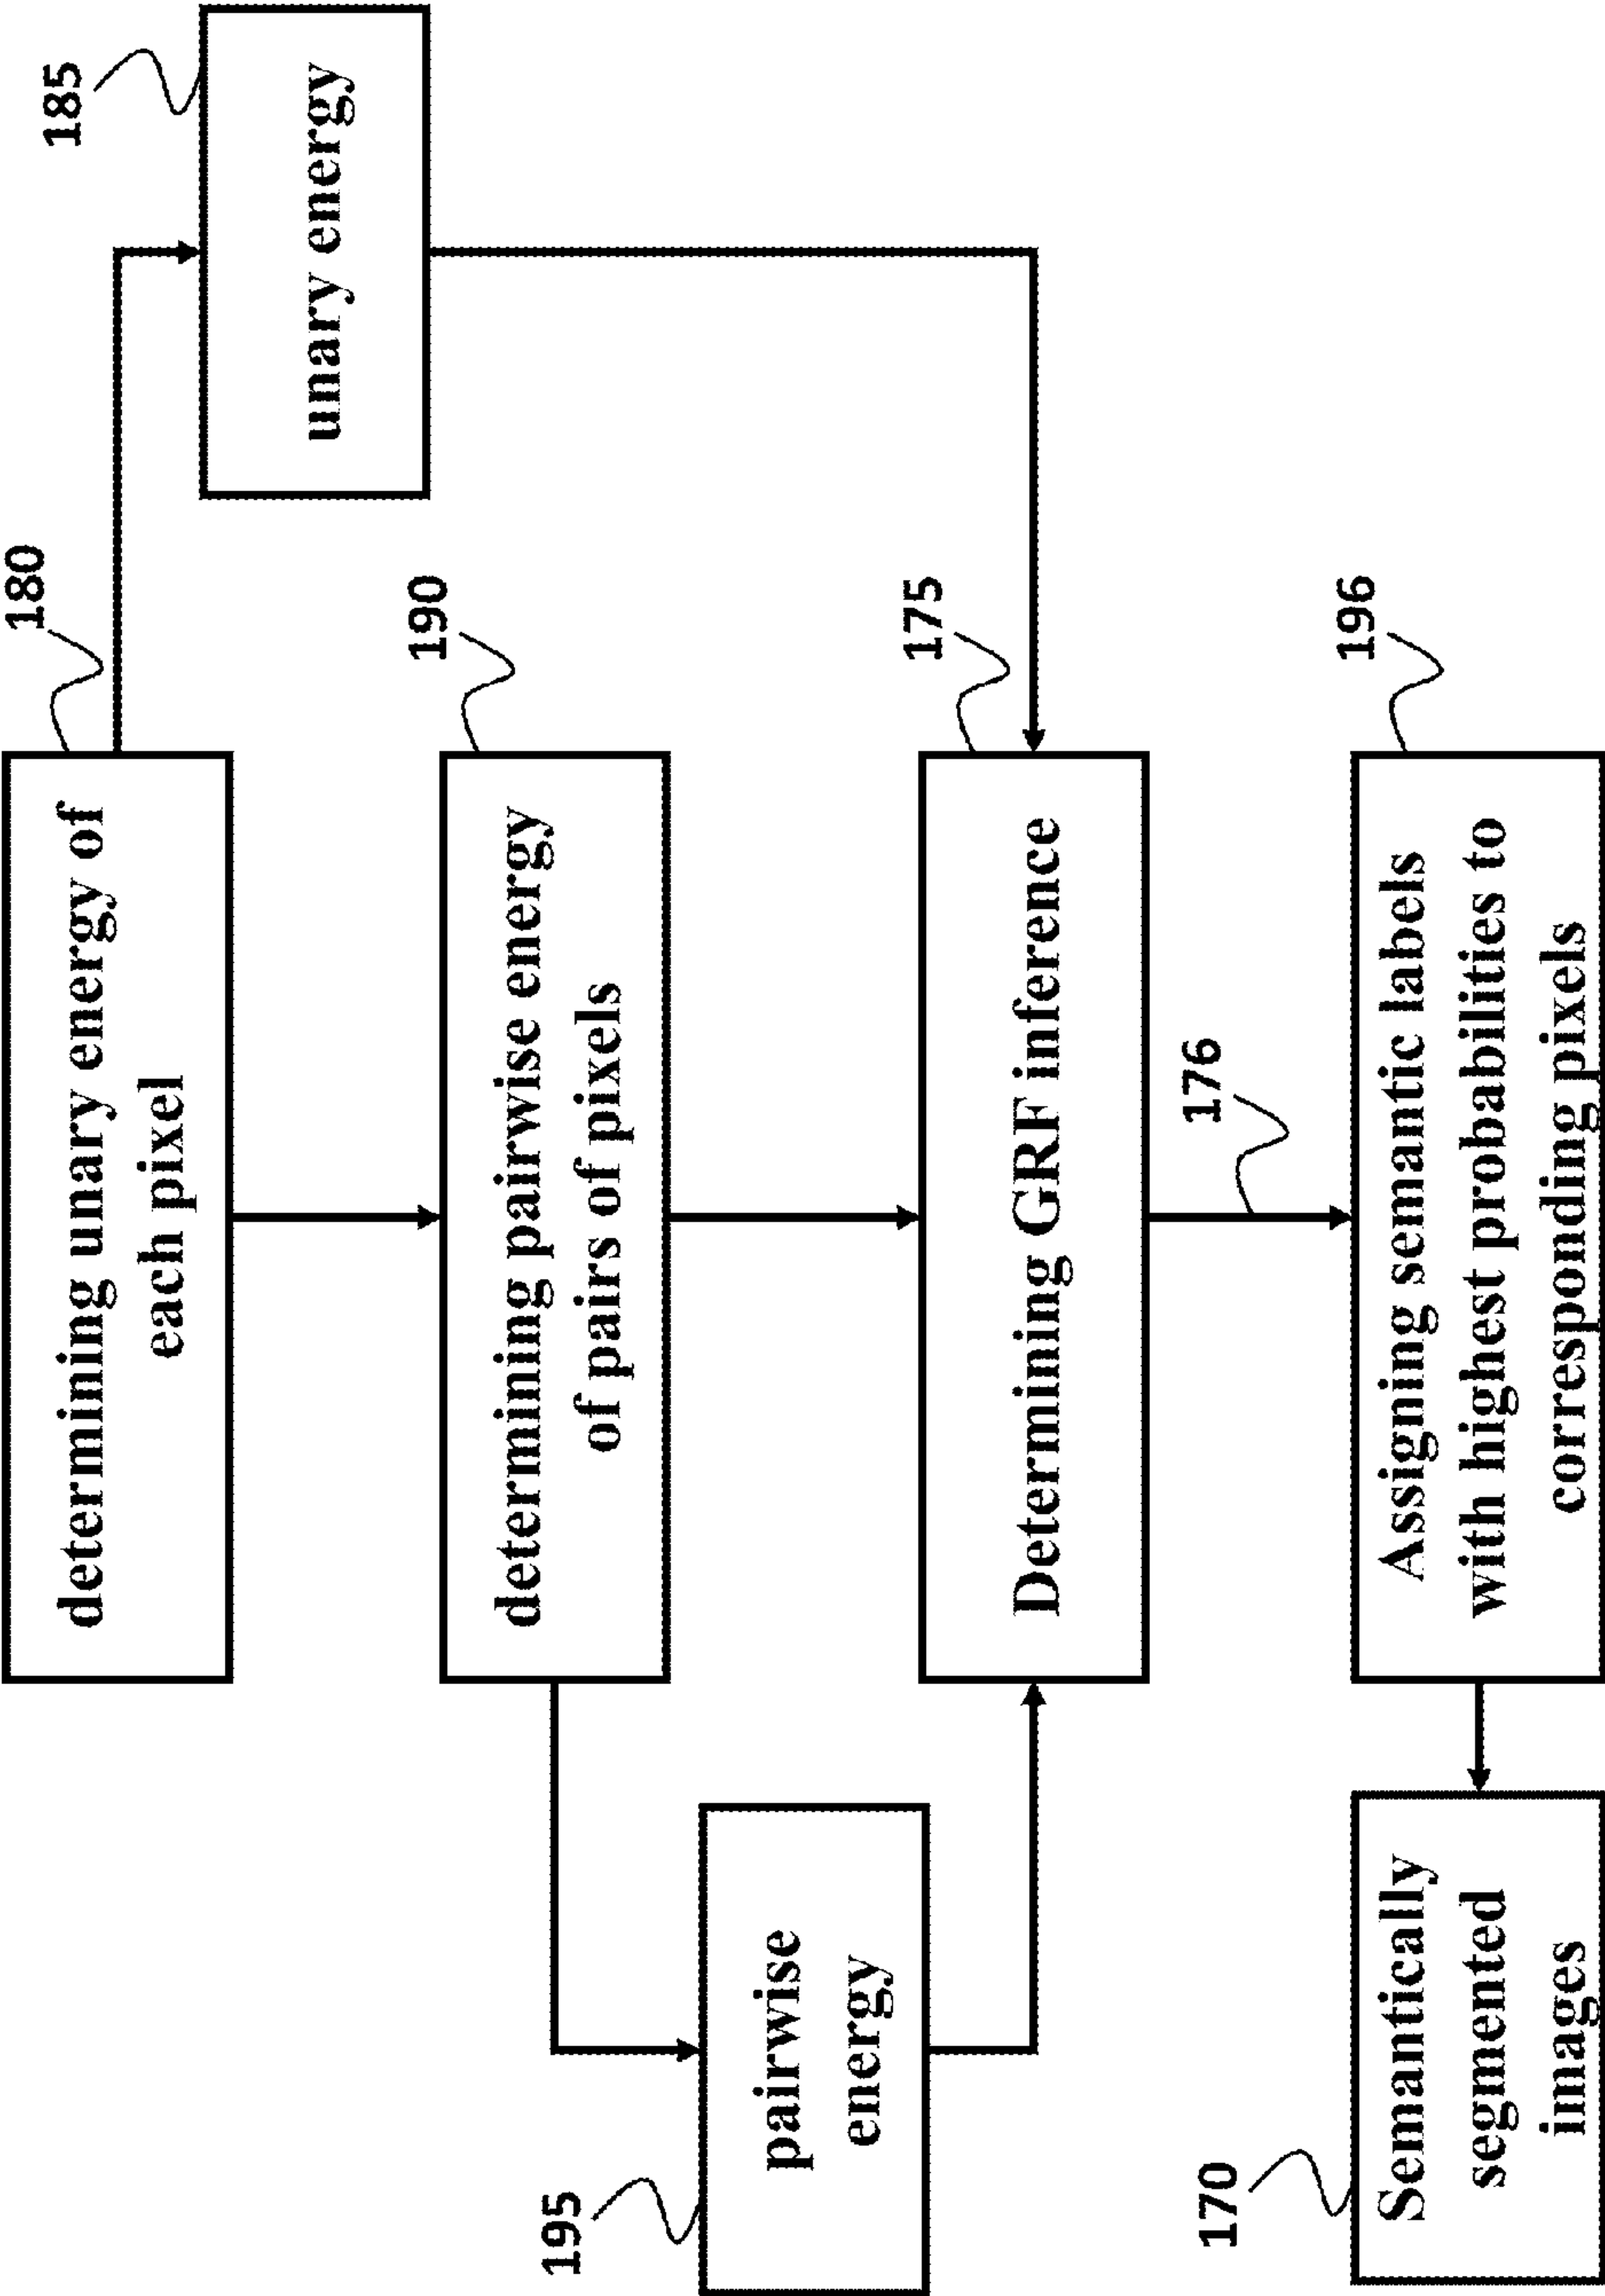 180
determining unary energy of
each pixel
185
unary energy
190
determining pairwise energy
of pairs of pixels
195
pairwise
energy
175
Determining GRF inference
176
196
Assigning semantic labels
with highest probabilities to
corresponding pixels
170
Semantically
segmented
images